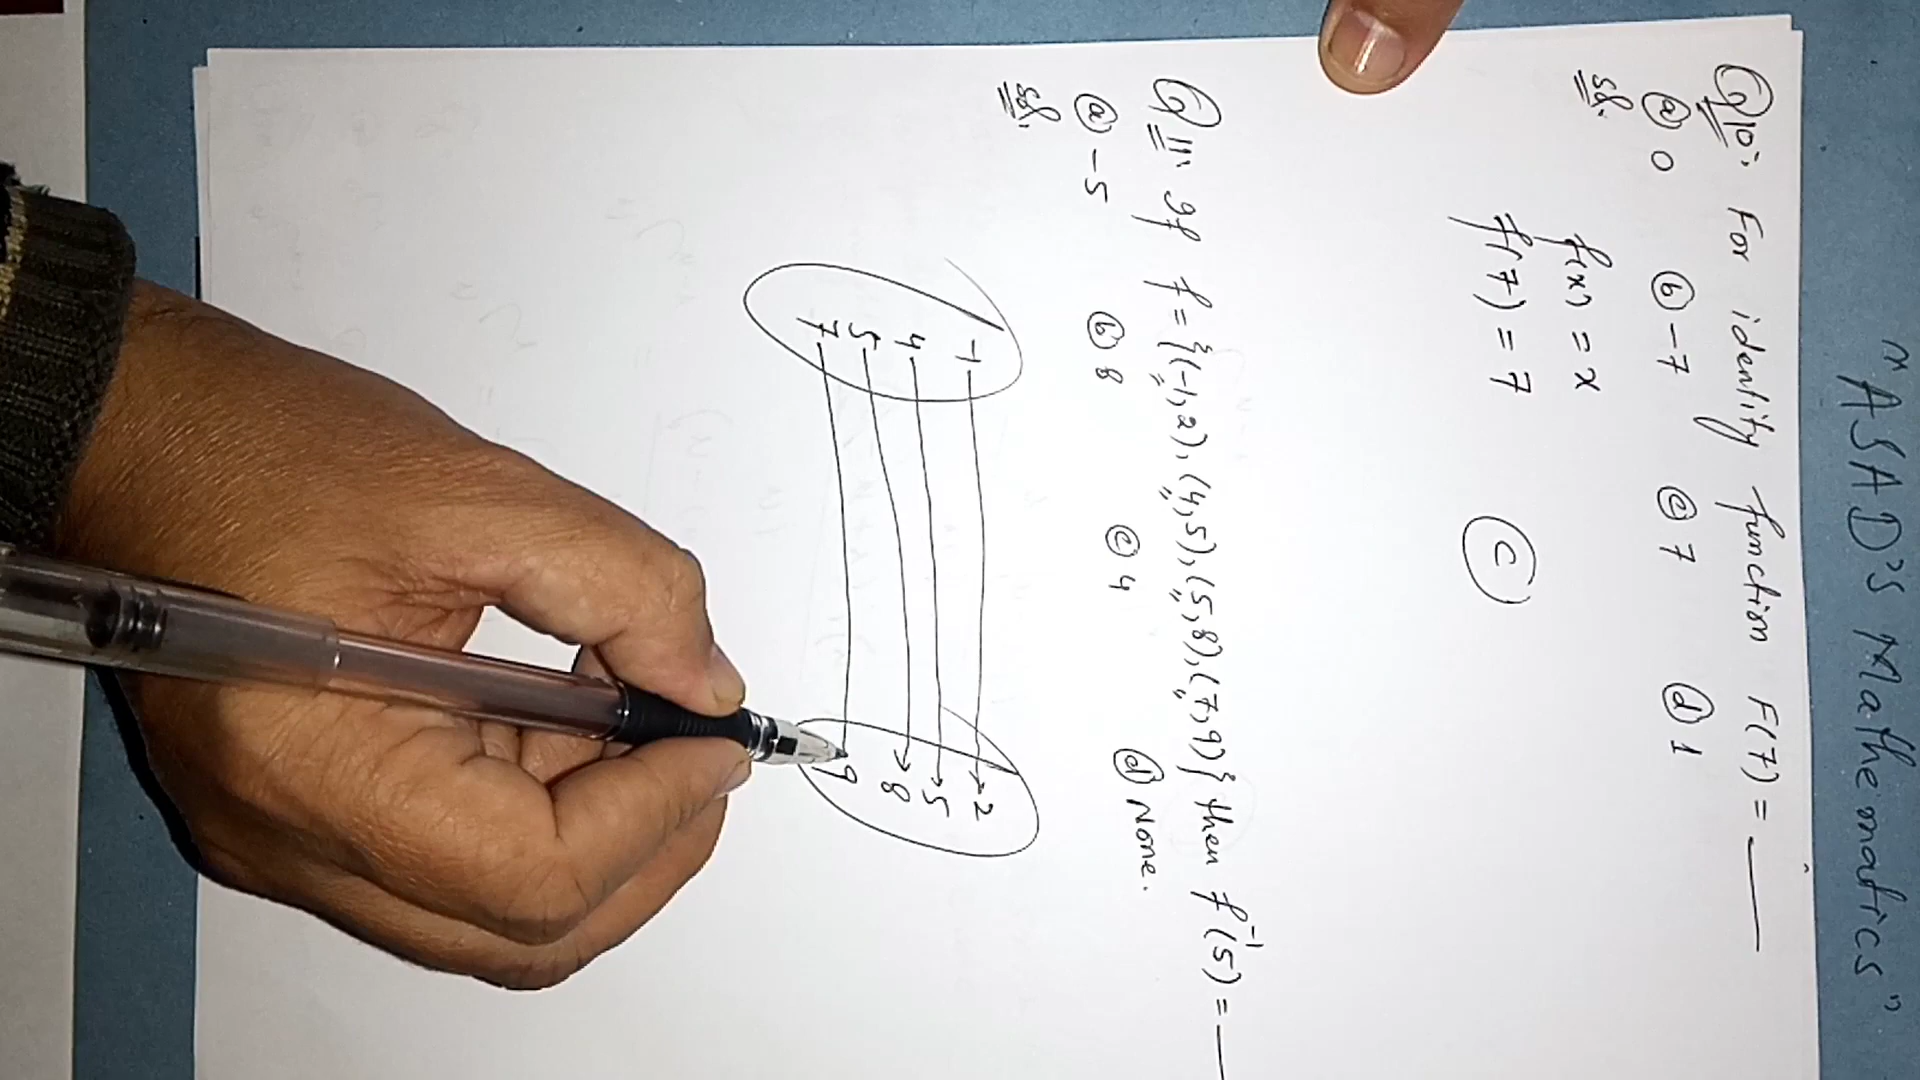 "ASAD'S Mathematics"
Q10: For identity function F(7) = ___
ⓐ 0 ⓑ -7 ⓒ 7 ⓓ 1
Sol.
f(x) = x
f(7) = 7 Ⓒ
Q11: If f = {(-1, 2), (4, 5), (5, 8), (7, 9)} then f⁻¹(5) = ___
ⓐ -5 ⓑ 8 ⓒ 4 ⓓ None.
Sol.
-1 → 2
4 → 5
5 → 8
7 9